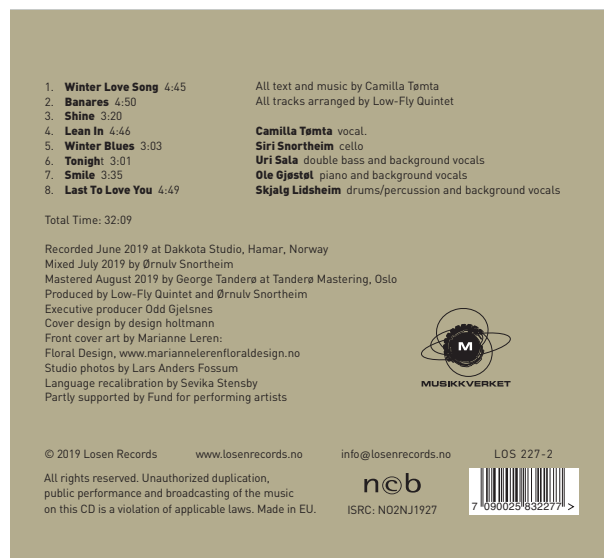 1. Winter Love Song 4:45
2. Banares 4:50
3. Shine 3:20
4. Lean In 4:46
5. Winter Blues 3:03
6. Tonight 3:01
7. Smile 3:35
8. Last To Love You 4:49
Total Time: 32:09
All text and music by Camilla Tømta
All tracks arranged by Low-Fly Quintet
Camilla Tømta vocal.
Siri Snortheim cello
Uri Sala double bass and background vocals
Ole Gjøstøl piano and background vocals
Skjalg Lidsheim drums/percussion and background vocals
Recorded June 2019 at Dakkota Studio, Hamar, Norway
Mixed July 2019 by Ørnulv Snortheim
Mastered August 2019 by George Tanderø at Tanderø Mastering, Oslo
Produced by Low-Fly Quintet and Ørnulv Snortheim
Executive producer Odd Gjelsnes
Cover design by design holtmann
Front cover art by Marianne Leren:
Floral Design, www.mariannelerenfloraldesign.no
Studio photos by Lars Anders Fossum
Language recalibration by Sevika Stensby
Partly supported by Fund for performing artists
M
MUSIKKVERKET
© 2019 Losen Records www.losenrecords.no info@losenrecords.no LOS 227-2
All rights reserved. Unauthorized duplication,
public performance and broadcasting of the music
on this CD is a violation of applicable laws. Made in EU.
n©b
ISRC: NO2NJ1927
7 090025 832277 >